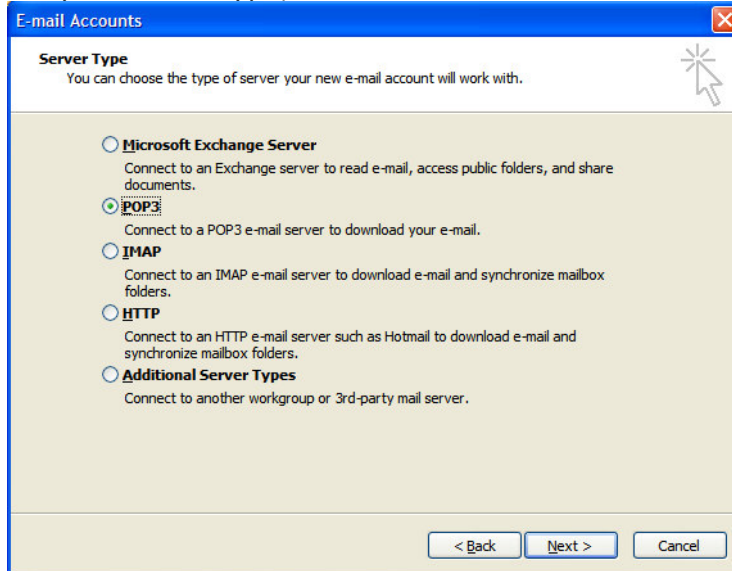 E-mail Accounts
Server Type
You can choose the type of server your new e-mail account will work with.
Microsoft Exchange Server
Connect to an Exchange server to read e-mail, access public folders, and share
documents.
POP3
Connect to a POP3 e-mail server to download your e-mail.
IMAP
Connect to an IMAP e-mail server to download e-mail and synchronize mailbox
folders.
HTTP
Connect to an HTTP e-mail server such as Hotmail to download e-mail and
synchronize mailbox folders.
Additional Server Types
Connect to another workgroup or 3rd-party mail server.
< Back Next > Cancel